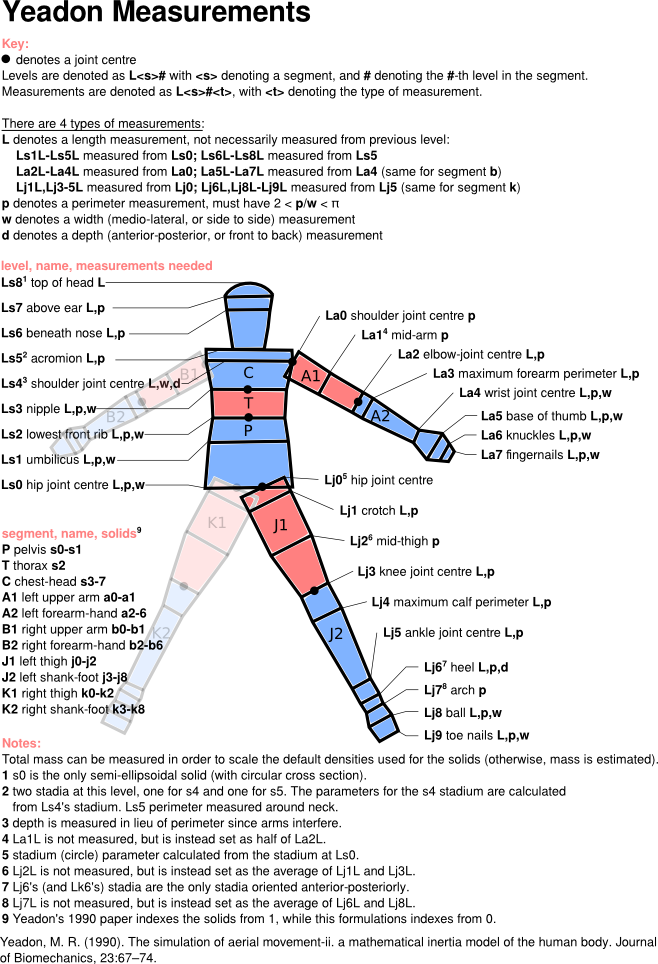 Yeadon Measurements
Key:
● denotes a joint centre
Levels are denoted as L<s># with <s> denoting a segment, and # denoting the #-th level in the segment.
Measurements are denoted as L<s>#<t>, with <t> denoting the type of measurement.
There are 4 types of measurements:
L denotes a length measurement, not necessarily measured from previous level:
Ls1L-Ls5L measured from Ls0; Ls6L-Ls8L measured from Ls5
La2L-La4L measured from La0; La5L-La7L measured from La4 (same for segment b)
Lj1L,Lj3-5L measured from Lj0; Lj6L,Lj8L-Lj9L measured from Lj5 (same for segment k)
p denotes a perimeter measurement, must have 2 < p/w < π
w denotes a width (medio-lateral, or side to side) measurement
d denotes a depth (anterior-posterior, or front to back) measurement
level, name, measurements needed
Ls8¹ top of head L
Ls7 above ear L,p
Ls6 beneath nose L,p
Ls5² acromion L,p
Ls4³ shoulder joint centre L,w,d
Ls3 nipple L,p,w
Ls2 lowest front rib L,p,w
Ls1 umbilicus L,p,w
Ls0 hip joint centre L,p,w
B1
B2
C
T
P
A1
A2
K1
K2
J1
J2
La0 shoulder joint centre p
La1⁴ mid-arm p
La2 elbow-joint centre L,p
La3 maximum forearm perimeter L,p
La4 wrist joint centre L,p,w
La5 base of thumb L,p,w
La6 knuckles L,p,w
La7 fingernails L,p,w
Lj0⁵ hip joint centre
Lj1 crotch L,p
Lj2⁶ mid-thigh p
Lj3 knee joint centre L,p
Lj4 maximum calf perimeter L,p
Lj5 ankle joint centre L,p
Lj6⁷ heel L,p,d
Lj7⁸ arch p
Lj8 ball L,p,w
Lj9 toe nails L,p,w
segment, name, solids⁹
P pelvis s0-s1
T thorax s2
C chest-head s3-7
A1 left upper arm a0-a1
A2 left forearm-hand a2-6
B1 right upper arm b0-b1
B2 right forearm-hand b2-b6
J1 left thigh j0-j2
J2 left shank-foot j3-j8
K1 right thigh k0-k2
K2 right shank-foot k3-k8
Notes:
Total mass can be measured in order to scale the default densities used for the solids (otherwise, mass is estimated).
1 s0 is the only semi-ellipsoidal solid (with circular cross section).
2 two stadia at this level, one for s4 and one for s5. The parameters for the s4 stadium are calculated
from Ls4's stadium. Ls5 perimeter measured around neck.
3 depth is measured in lieu of perimeter since arms interfere.
4 La1L is not measured, but is instead set as half of La2L.
5 stadium (circle) parameter calculated from the stadium at Ls0.
6 Lj2L is not measured, but is instead set as the average of Lj1L and Lj3L.
7 Lj6's (and Lk6's) stadia are the only stadia oriented anterior-posteriorly.
8 Lj7L is not measured, but is instead set as the average of Lj6L and Lj8L.
9 Yeadon's 1990 paper indexes the solids from 1, while this formulations indexes from 0.
Yeadon, M. R. (1990). The simulation of aerial movement-ii. a mathematical inertia model of the human body. Journal
of Biomechanics, 23:67–74.